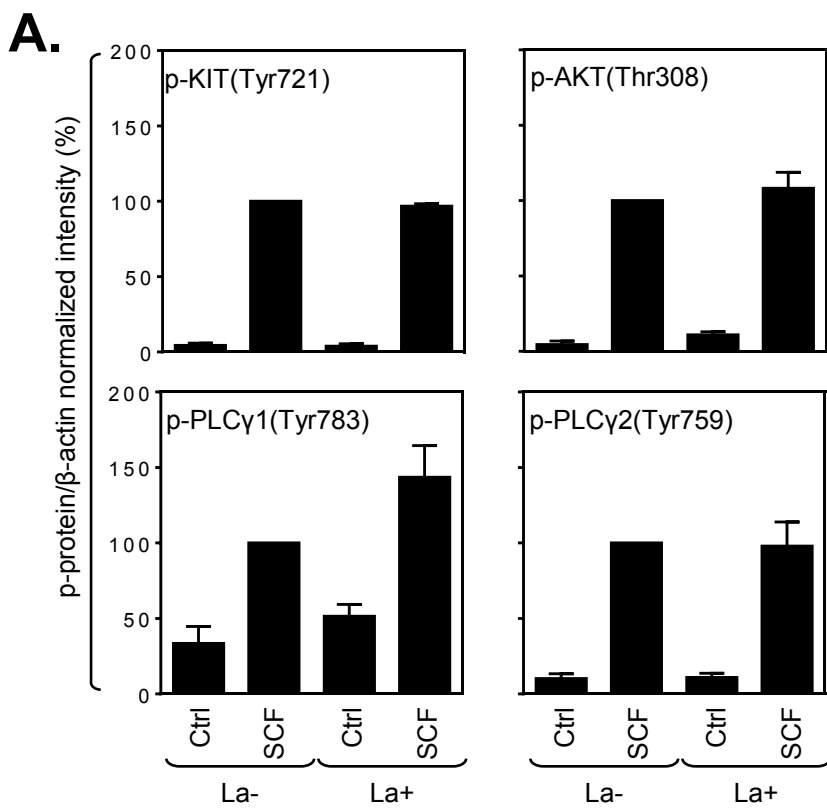 A.
p-protein/β-actin normalized intensity (%)
200
150
100
50
0
p-KIT(Tyr721)
p-AKT(Thr308)
200
150
100
50
0
p-PLCγ1(Tyr783)
p-PLCγ2(Tyr759)
Ctrl
SCF
Ctrl
SCF
Ctrl
SCF
Ctrl
SCF
La-
La+
La-
La+